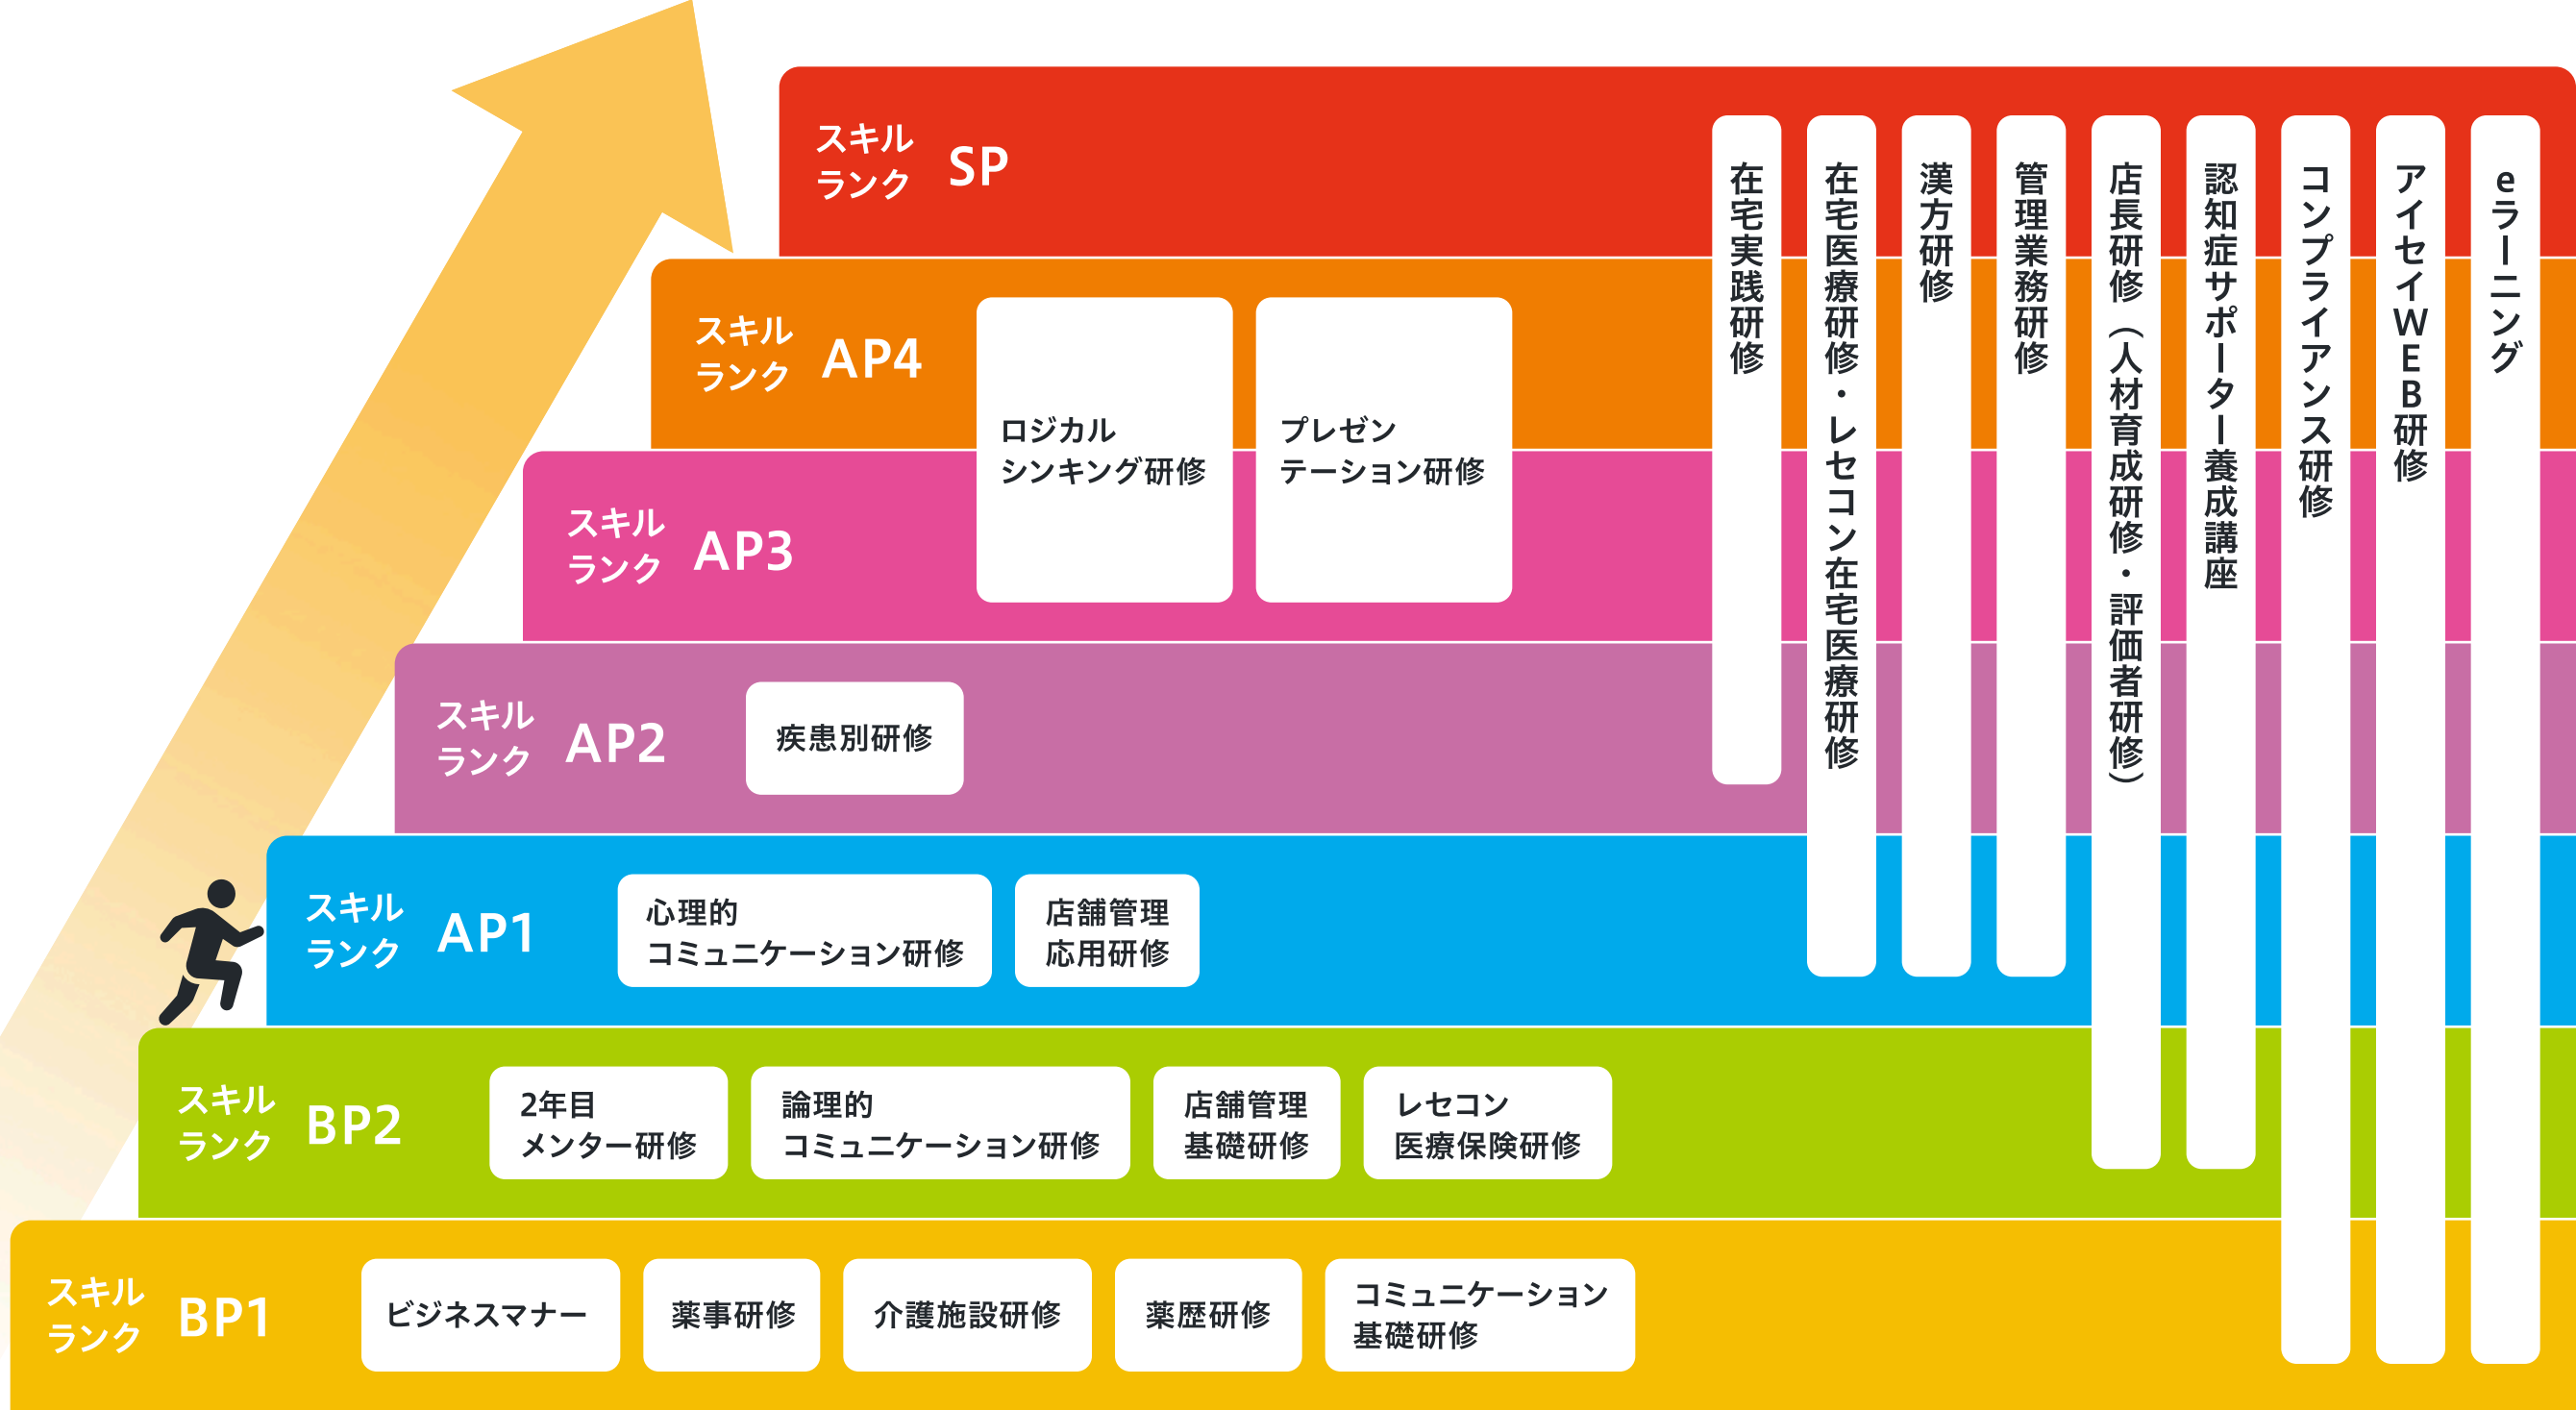 スキル
ランク
SP
スキル
ランク
AP4
ロジカル
シンキング研修
プレゼン
テーション研修
スキル
ランク
AP3
スキル
ランク
AP2
疾患別研修
スキル
ランク
AP1
心理的
コミュニケーション研修
店舗管理
応用研修
スキル
ランク
BP2
2年目
メンター研修
論理的
コミュニケーション研修
店舗管理
基礎研修
レセコン
医療保険研修
スキル
ランク
BP1
ビジネスマナー
薬事研修
介護施設研修
薬歴研修
コミュニケーション
基礎研修
在宅実践研修
在宅医療研修・レセコン在宅医療研修
漢方研修
管理業務研修
店長研修（人材育成研修・評価者研修）
認知症サポーター養成講座
コンプライアンス研修
アイセイWEB研修
eラーニング